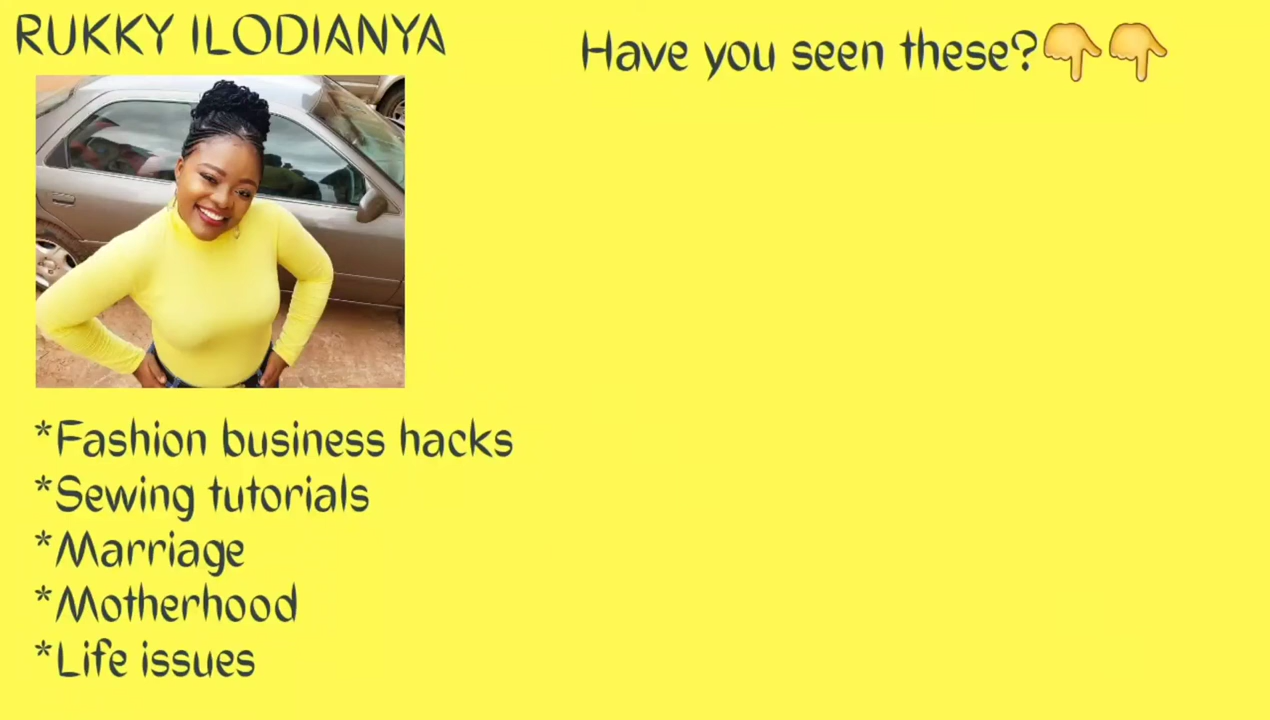 RUKKY ILODIANYA
Have you seen these?👇👇
*Fashion business hacks
*Sewing tutorials
*Marriage
*Motherhood
*Life issues